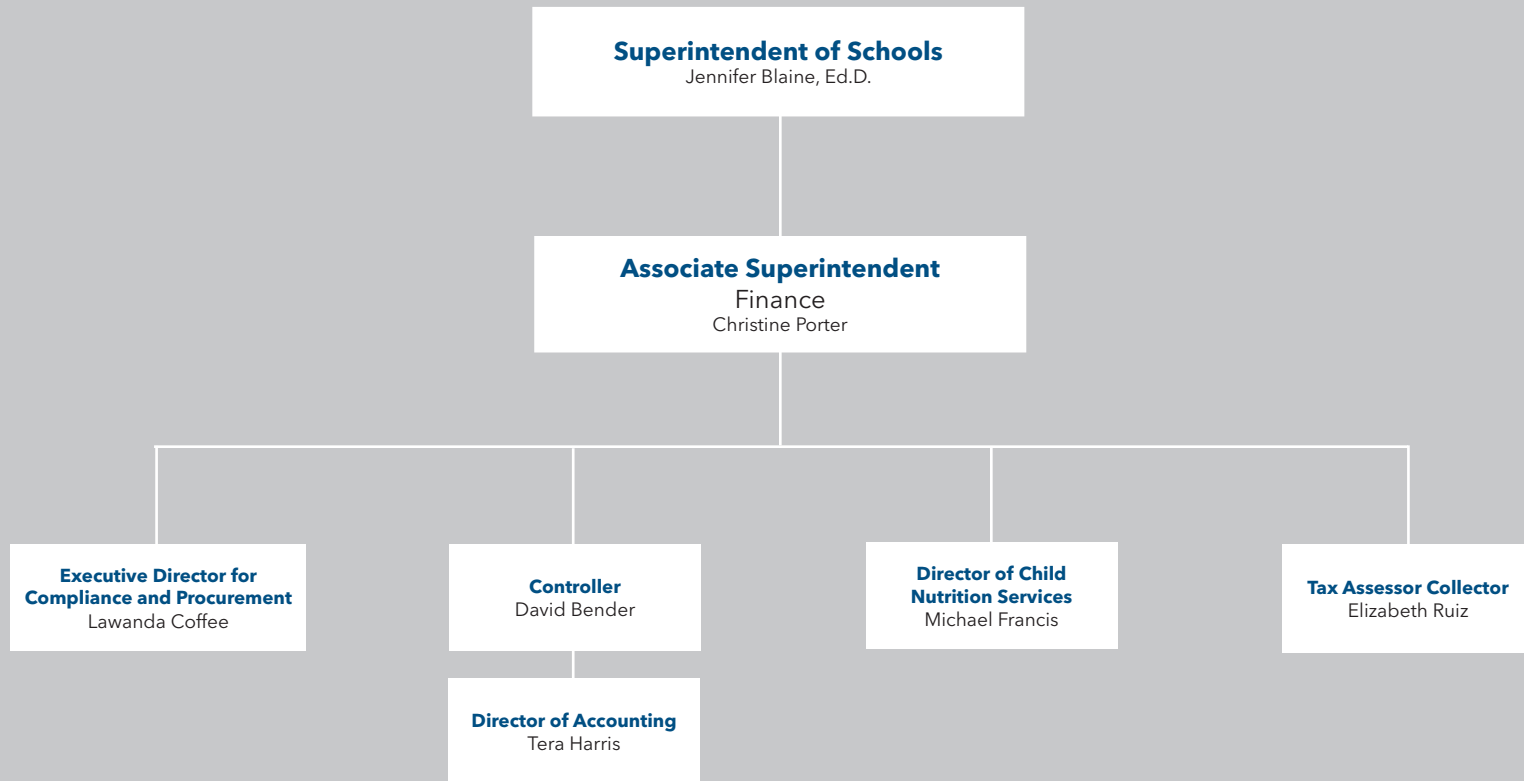 Superintendent of Schools
Jennifer Blaine, Ed.D.
Associate Superintendent
Finance
Christine Porter
Executive Director for
Compliance and Procurement
Lawanda Coffee
Controller
David Bender
Director of Child
Nutrition Services
Michael Francis
Tax Assessor Collector
Elizabeth Ruiz
Director of Accounting
Tera Harris